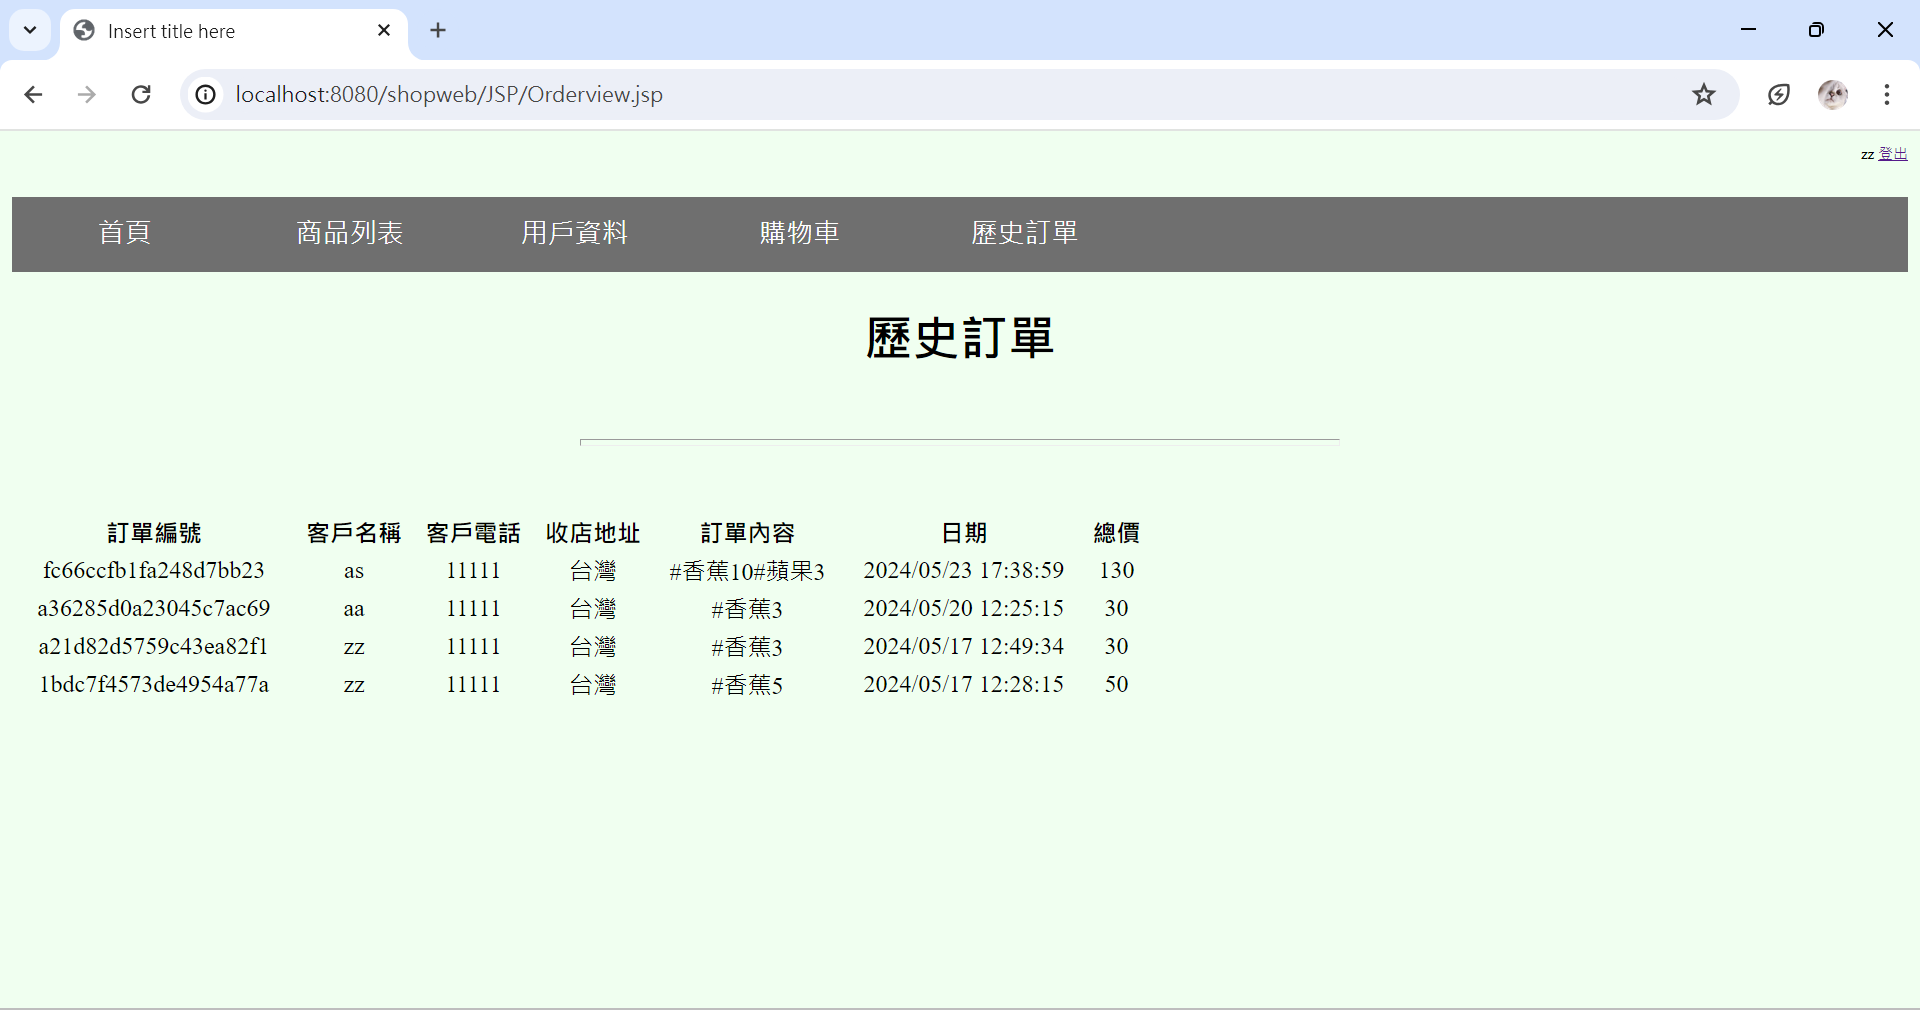 Insert title here
localhost:8080/shopweb/JSP/Orderview.jsp
zz 登出
首頁 商品列表 用戶資料 購物車 歷史訂單
歷史訂單
訂單編號 客戶名稱 客戶電話 收店地址 訂單內容 日期 總價
fc66ccfb1fa248d7bb23 as 11111 台灣 #香蕉10#蘋果3 2024/05/23 17:38:59 130
a36285d0a23045c7ac69 aa 11111 台灣 #香蕉3 2024/05/20 12:25:15 30
a21d82d5759c43ea82f1 zz 11111 台灣 #香蕉3 2024/05/17 12:49:34 30
1bdc7f4573de4954a77a zz 11111 台灣 #香蕉5 2024/05/17 12:28:15 50